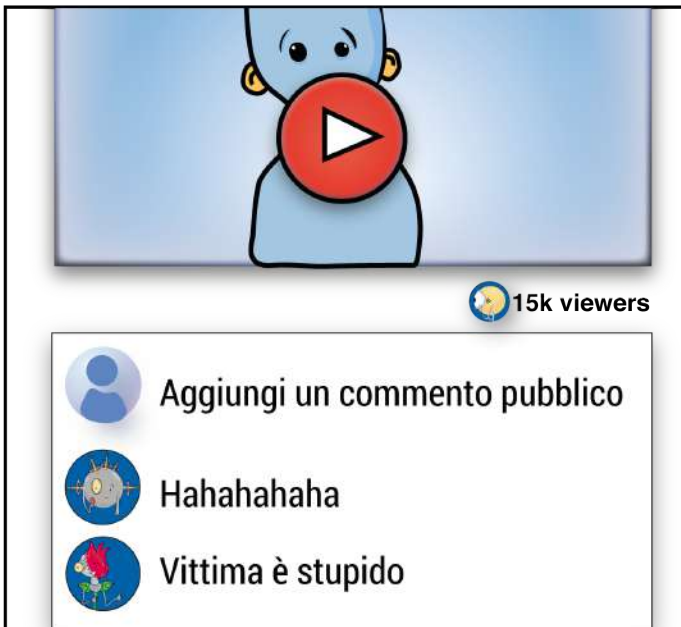 15k viewers
Aggiungi un commento pubblico
Hahahahaha
Vittima è stupido